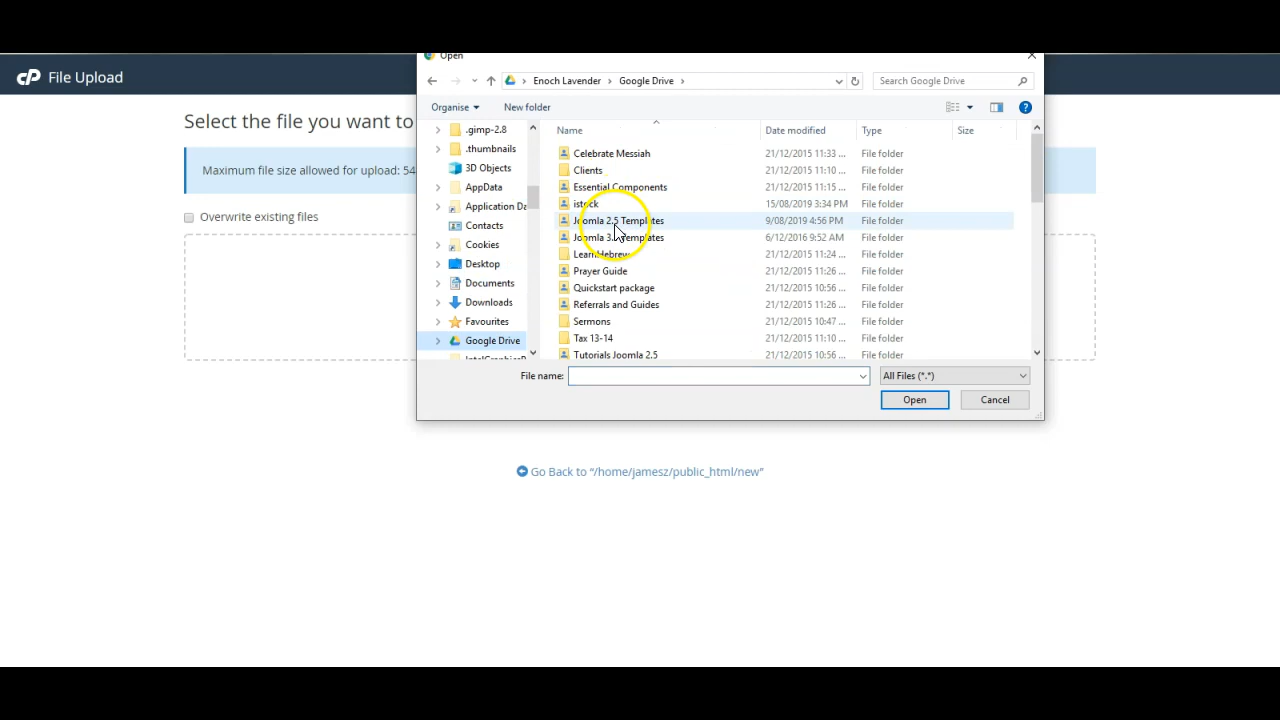 Open
cP File Upload
Enoch Lavender > Google Drive >
Search Google Drive
Select the file you want to
Organise
New folder
Name
Date modified
Type
Size
.gimp-2.8
.thumbnails
3D Objects
AppData
Application Da
Contacts
Cookies
Desktop
Documents
Downloads
Favourites
Google Drive
Celebrate Messiah 21/12/2015 11:33 ... File folder
Clients 21/12/2015 11:10 ... File folder
Essential Components 21/12/2015 11:15 ... File folder
istock 15/08/2019 3:34 PM File folder
Joomla 2.5 Templates 9/08/2019 4:56 PM File folder
Joomla 3. Templates 6/12/2016 9:52 AM File folder
Learn Hebrew 21/12/2015 11:24 ... File folder
Prayer Guide 21/12/2015 11:26 ... File folder
Quickstart package 21/12/2015 10:56 ... File folder
Referrals and Guides 21/12/2015 11:26 ... File folder
Sermons 21/12/2015 10:47 ... File folder
Tax 13-14 21/12/2015 11:10 ... File folder
Tutorials Joomla 2.5 21/12/2015 10:56 ... File folder
Maximum file size allowed for upload: 54
Overwrite existing files
File name:
All Files (*.*)
Open
Cancel
Go Back to “/home/jamesz/public_html/new”